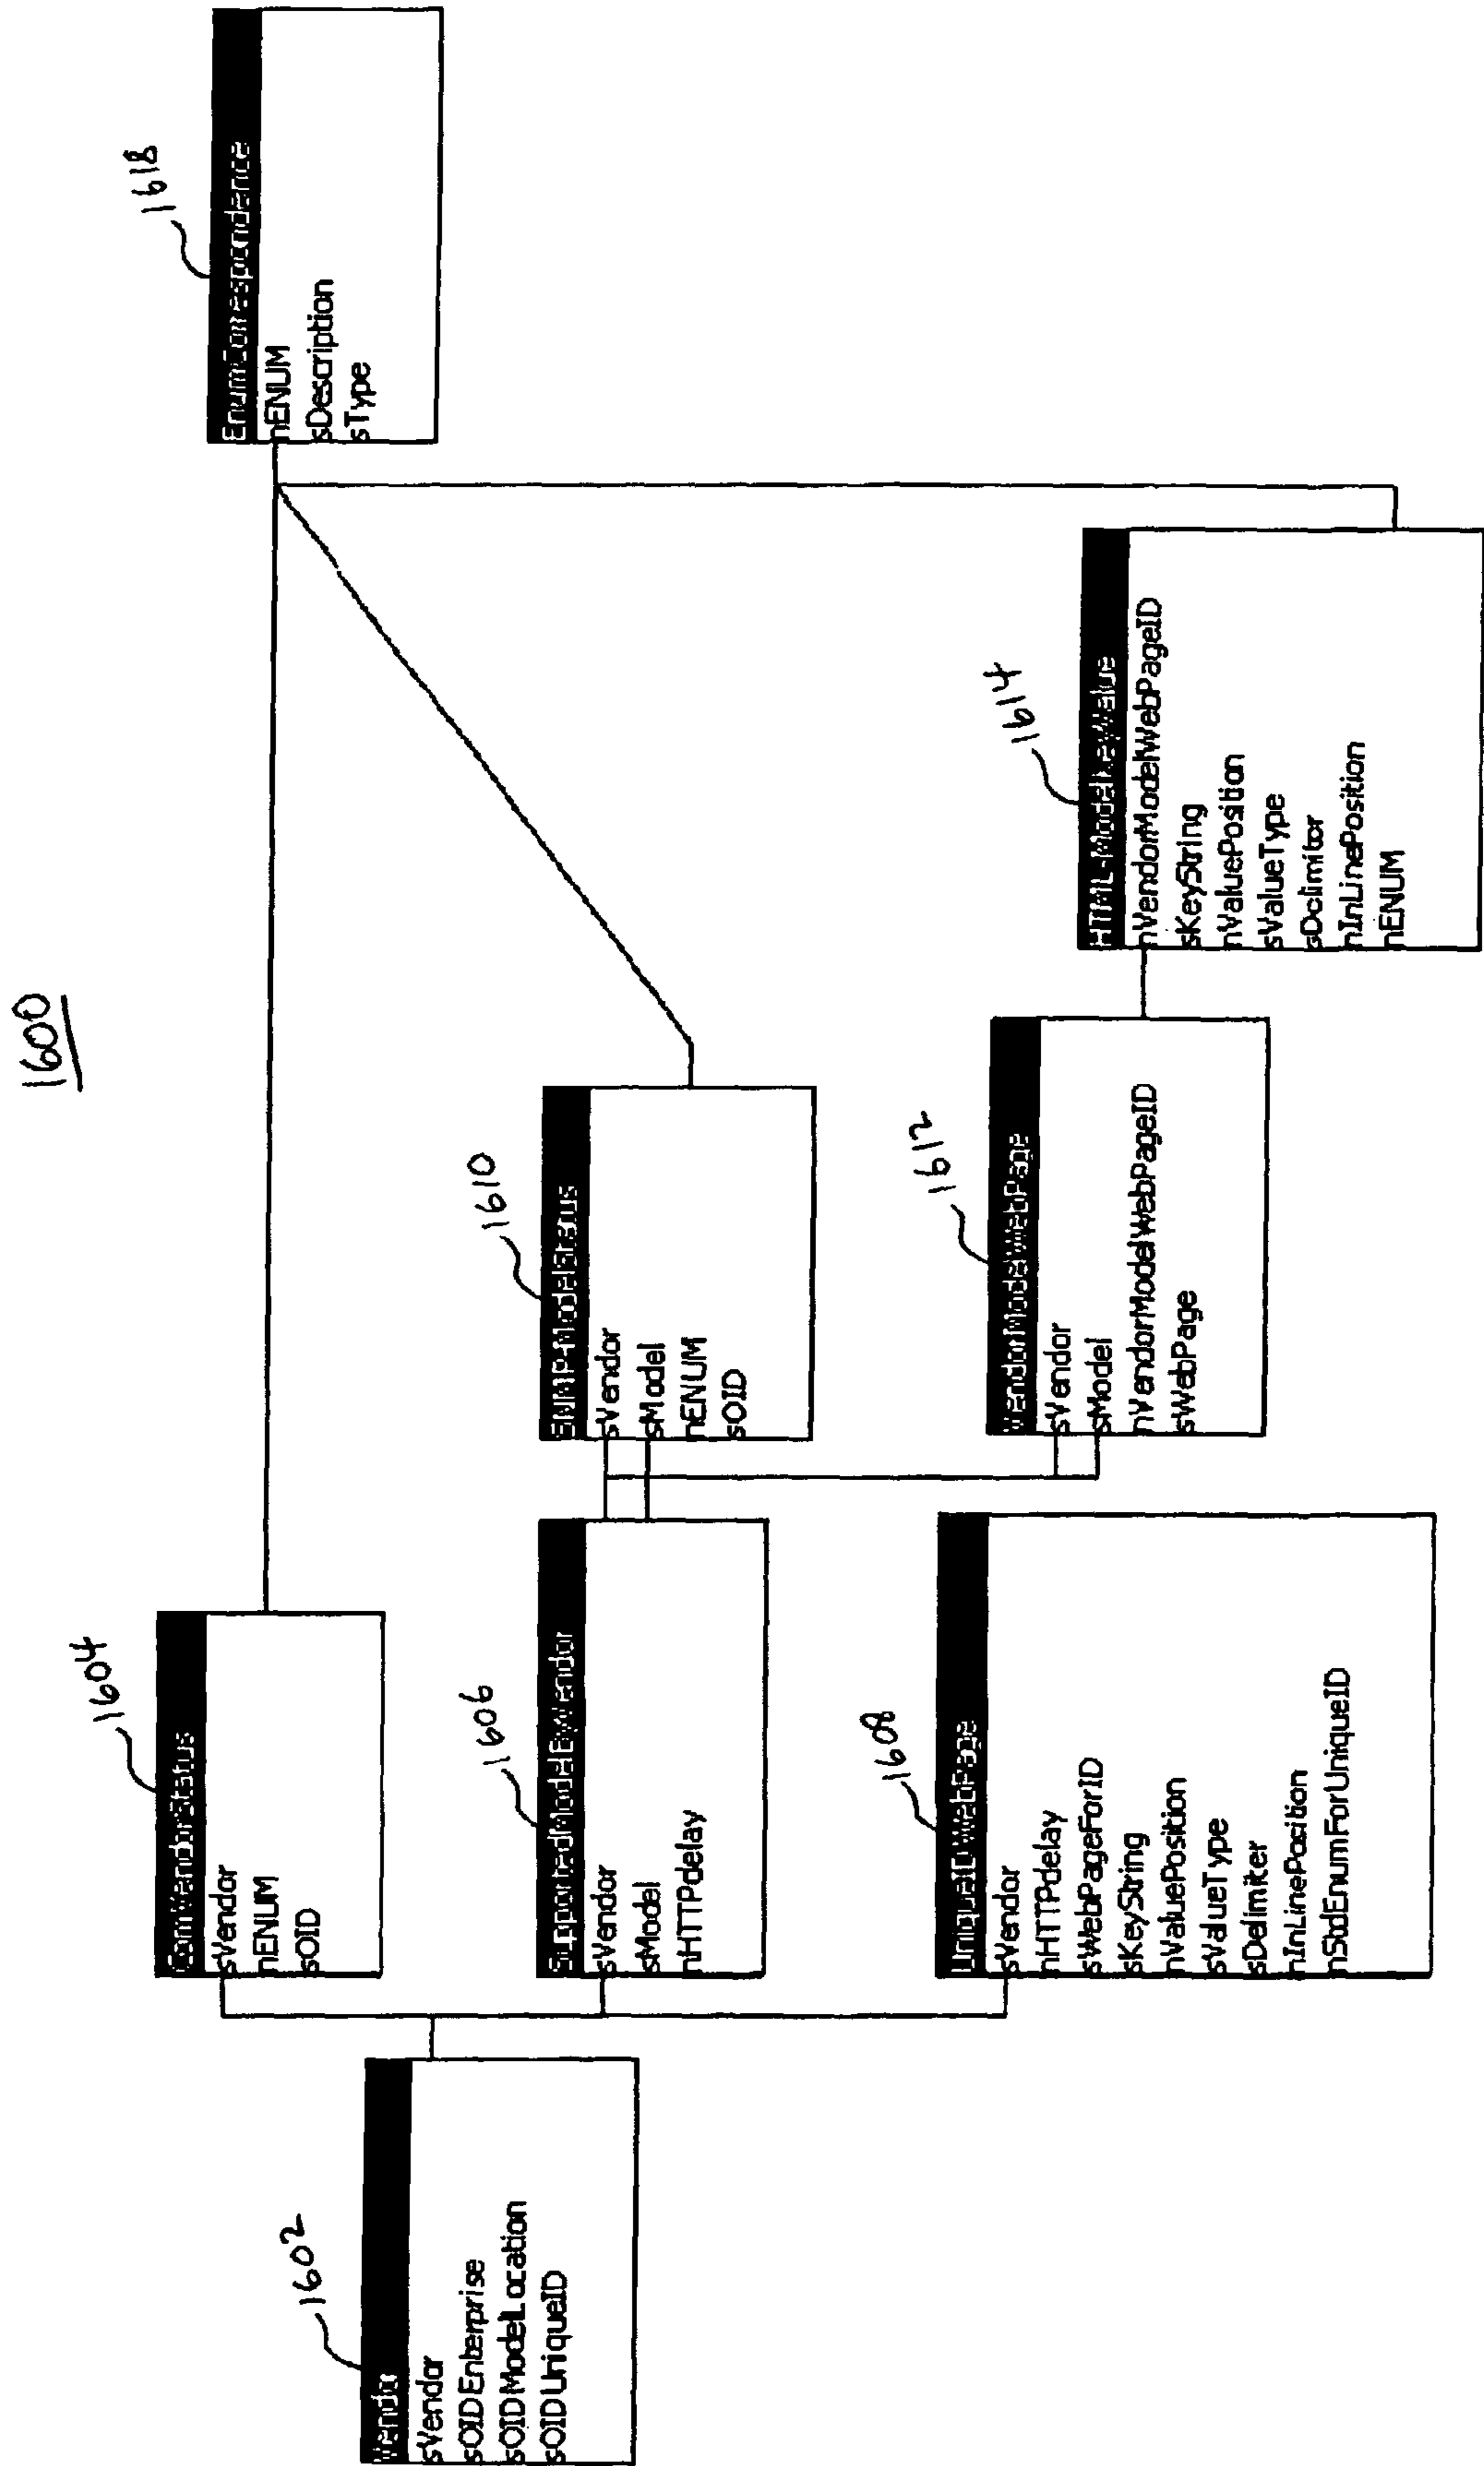 1600
1602
Vendor
sVendor
sOIDEnterprise
sOIDModelLocation
sOIDUniqueID
1604
ComVendorStatus
sVendor
nENUM
sOID
1606
SupportedModelByVendor
sVendor
sModel
nHTTPdelay
1608
UniqueIDWebPage
sVendor
nHTTPdelay
sWebPageForID
sKeyString
nValuePosition
sValueType
sDelimiter
nInLinePosition
nStdEnumForUniqueID
1610
SNMPModelStatus
sVendor
sModel
nENUM
sOID
1612
VendorModelWebPage
sVendor
sModel
nVendorModelWebPageID
sWebPage
1614
nVendorModelWebPageID
sKeyString
nValuePosition
sValueType
sDelimitor
nInLinePosition
nENUM
1618
EnumCorrespondance
nENUM
sDescription
sType